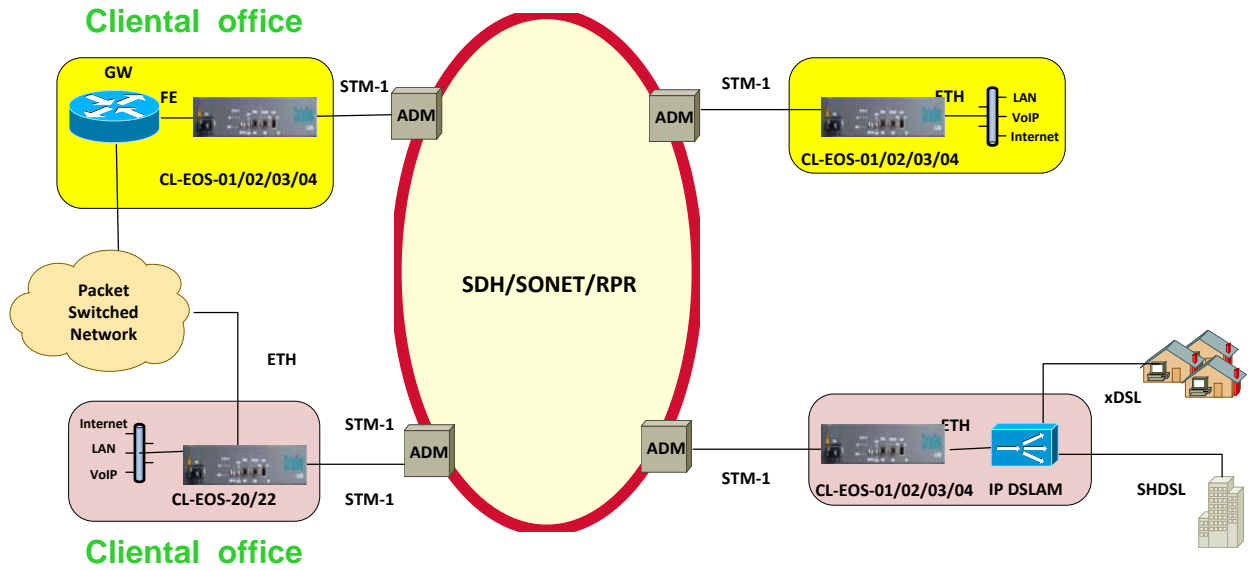 Cliental office
GW
FE
CL-EOS-01/02/03/04
STM-1
ADM
ADM
STM-1
ETH
LAN
VoIP
Internet
CL-EOS-01/02/03/04
SDH/SONET/RPR
Packet
Switched
Network
ETH
Internet
LAN
VoIP
CL-EOS-20/22
STM-1
STM-1
ADM
ADM
STM-1
ETH
CL-EOS-01/02/03/04
IP DSLAM
xDSL
SHDSL
Cliental office